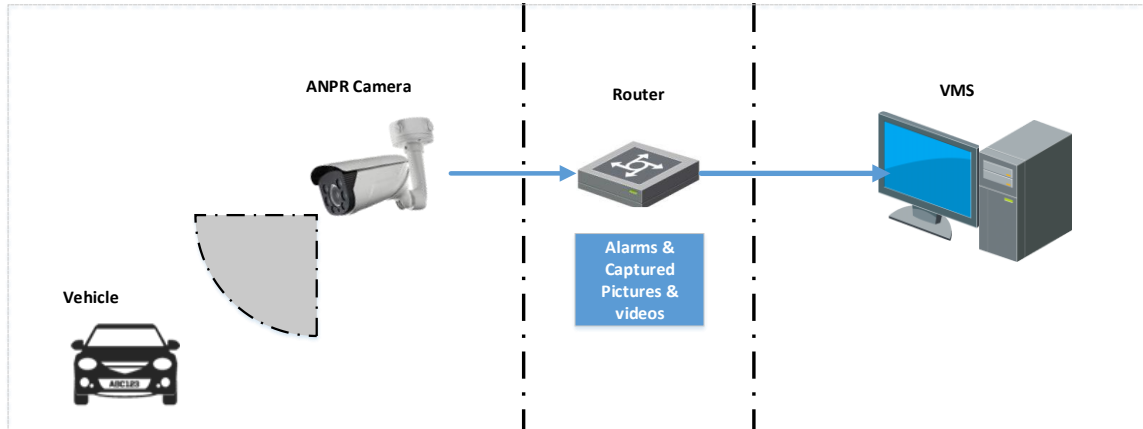 ANPR Camera
Router
VMS
Alarms &
Captured
Pictures &
videos
Vehicle
ABC123